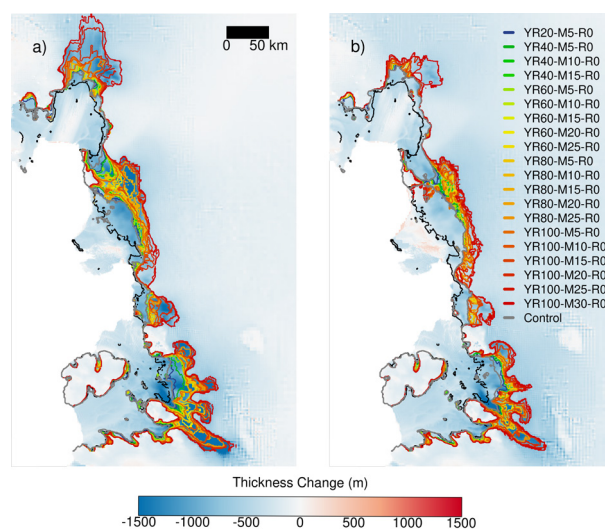 a)
50 km
b)
YR20-M5-R0
YR40-M5-R0
YR40-M10-R0
YR40-M15-R0
YR60-M5-R0
YR60-M10-R0
YR60-M15-R0
YR60-M20-R0
YR60-M25-R0
YR80-M5-R0
YR80-M10-R0
YR80-M15-R0
YR80-M20-R0
YR80-M25-R0
YR100-M5-R0
YR100-M10-R0
YR100-M15-R0
YR100-M20-R0
YR100-M25-R0
YR100-M30-R0
Control
Thickness Change (m)
-1500 -1000 -500 0 500 1000 1500